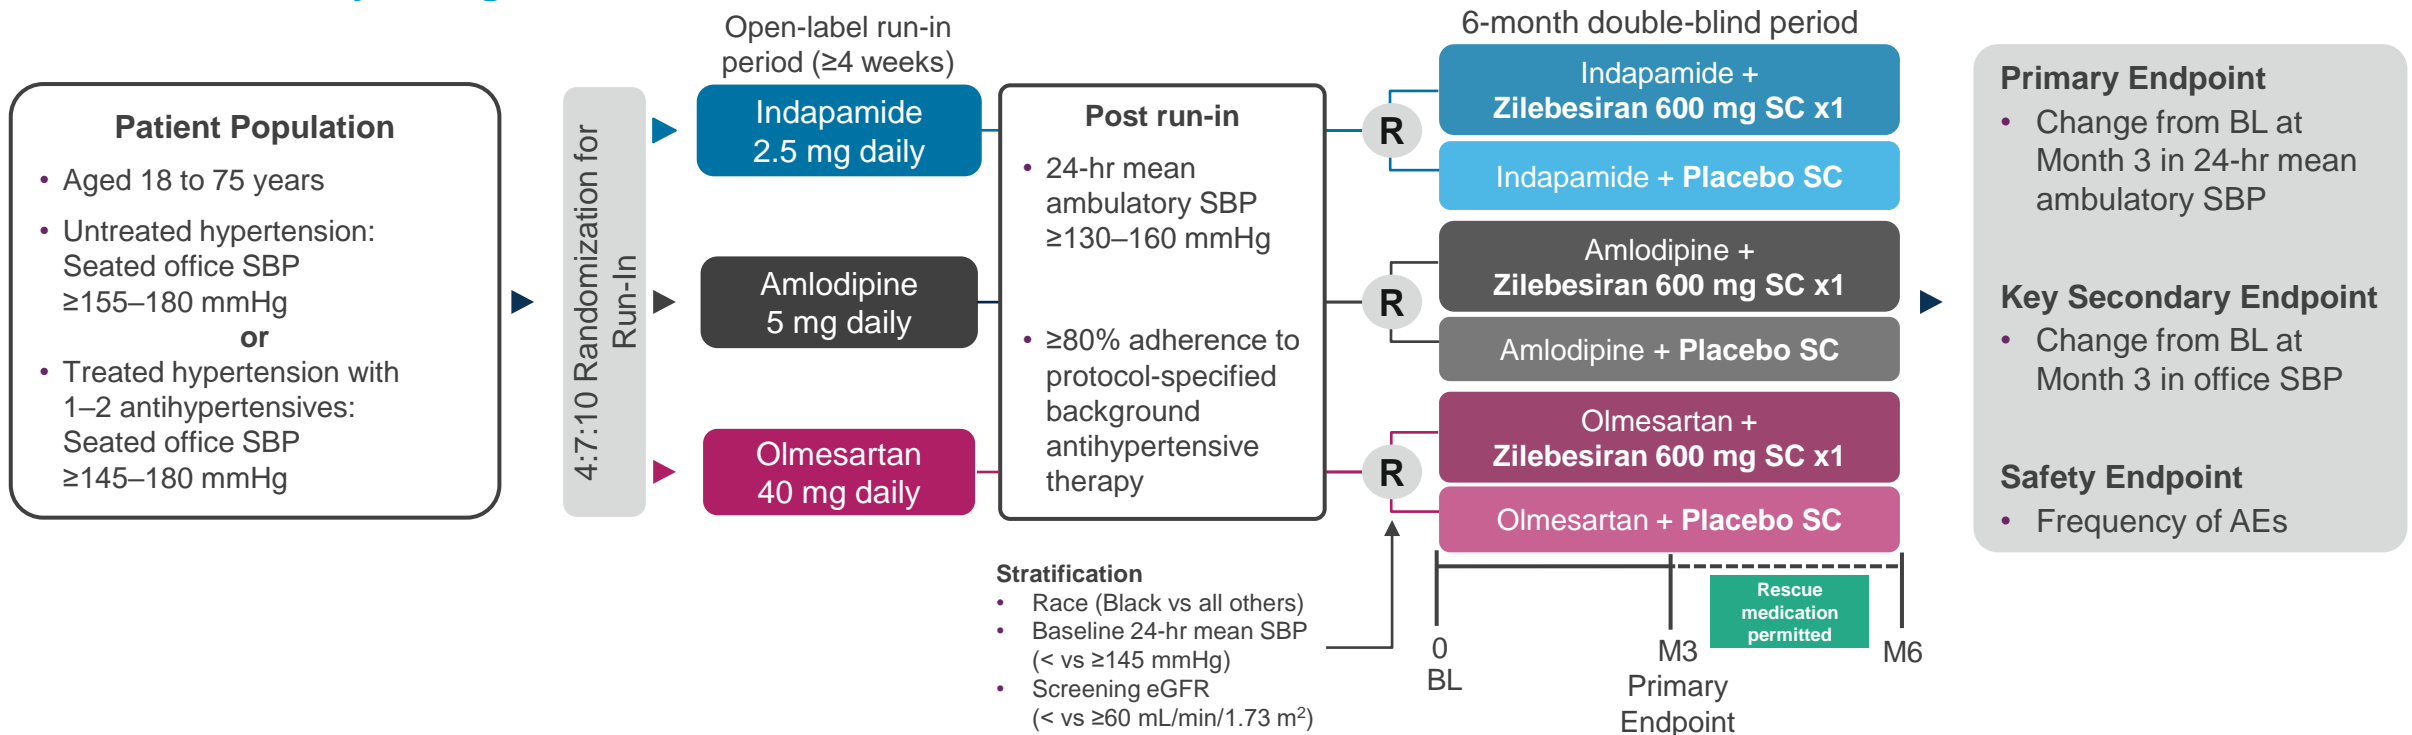 Open-label run-in
period (≥4 weeks)
6-month double-blind period
Patient Population
• Aged 18 to 75 years
• Untreated hypertension:
Seated office SBP
≥155–180 mmHg
or
• Treated hypertension with
1–2 antihypertensives:
Seated office SBP
≥145–180 mmHg
4:7:10 Randomization for
Run-In
Indapamide
2.5 mg daily
Amlodipine
5 mg daily
Olmesartan
40 mg daily
Post run-in
• 24-hr mean
ambulatory SBP
≥130–160 mmHg
• ≥80% adherence to
protocol-specified
background
antihypertensive
therapy
R
R
R
Indapamide +
Zilebesiran 600 mg SC x1
Indapamide + Placebo SC
Amlodipine +
Zilebesiran 600 mg SC x1
Amlodipine + Placebo SC
Olmesartan +
Zilebesiran 600 mg SC x1
Olmesartan + Placebo SC
Stratification
• Race (Black vs all others)
• Baseline 24-hr mean SBP
(< vs ≥145 mmHg)
• Screening eGFR
(< vs ≥60 mL/min/1.73 m²)
0
BL
M3
Primary
Endpoint
Rescue
medication
permitted
M6
Primary Endpoint
• Change from BL at
Month 3 in 24-hr mean
ambulatory SBP
Key Secondary Endpoint
• Change from BL at
Month 3 in office SBP
Safety Endpoint
• Frequency of AEs